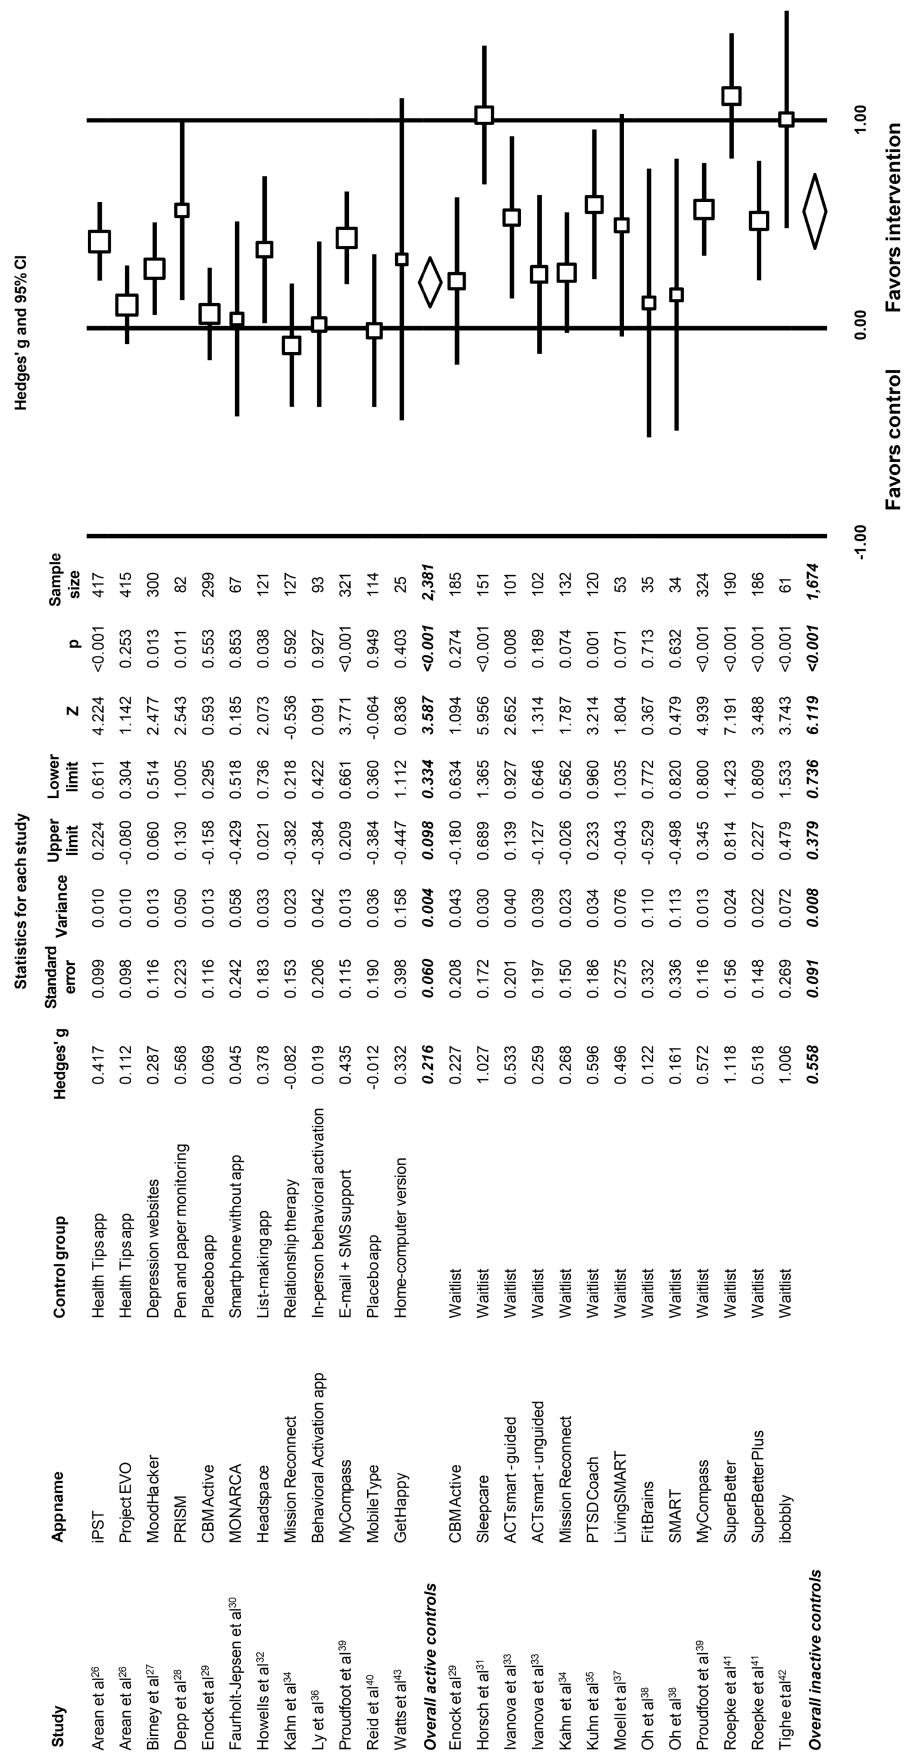 Statistics for each study
Hedges' g and 95% CI
Study Appname Control group Hedges' g Standard error Variance Upper limit Lower limit Z p Sample size
Arean et al26 iPST Health Tips app 0.417 0.099 0.010 0.224 0.611 4.224 <0.001 417
Arean et al26 Project EVO Health Tips app 0.112 0.098 0.010 -0.080 0.304 1.142 0.253 415
Birney et al27 MoodHacker Depression websites 0.287 0.116 0.013 0.060 0.514 2.477 0.013 300
Depp et al28 PRISM Pen and paper monitoring 0.568 0.223 0.050 0.130 1.005 2.543 0.011 82
Enock et al29 CBM Active Placebo app 0.069 0.116 0.013 -0.158 0.295 0.593 0.553 299
Faurholt-Jepsen et al30 MONARCA Smartphone without app 0.045 0.242 0.058 -0.429 0.518 0.185 0.853 67
Howells et al32 Headspace List-making app 0.378 0.183 0.033 0.021 0.736 2.073 0.038 121
Kahn et al34 Mission Reconnect Relationship therapy -0.082 0.153 0.023 -0.382 0.218 -0.536 0.592 127
Ly et al36 Behavioral Activation app In-person behavioral activation 0.019 0.206 0.042 -0.384 0.422 0.091 0.927 93
Proudfoot et al39 MyCompass E-mail + SMS support 0.435 0.115 0.013 0.209 0.661 3.771 <0.001 321
Reid et al40 MobileType Placebo app -0.012 0.190 0.036 -0.384 0.360 -0.064 0.949 114
Watts et al43 GetHappy Home-computer version 0.332 0.398 0.158 -0.447 1.112 0.836 0.403 25
Overall active controls 0.216 0.060 0.004 0.098 0.334 3.587 <0.001 2,381
Enock et al29 CBM Active Waitlist 0.227 0.208 0.043 -0.180 0.634 1.094 0.274 185
Horsch et al31 Sleepcare Waitlist 1.027 0.172 0.030 0.689 1.365 5.956 <0.001 151
Ivanova et al33 ACTsmart - guided Waitlist 0.533 0.201 0.040 0.139 0.927 2.652 0.008 101
Ivanova et al33 ACTsmart - unguided Waitlist 0.259 0.197 0.039 -0.127 0.646 1.314 0.189 102
Kahn et al34 Mission Reconnect Waitlist 0.268 0.150 0.023 -0.026 0.562 1.787 0.074 132
Kuhn et al35 PTSD Coach Waitlist 0.596 0.186 0.034 0.233 0.960 3.214 0.001 120
Moell et al37 LivingSMART Waitlist 0.496 0.275 0.076 -0.043 1.035 1.804 0.071 53
Oh et al38 FitBrains Waitlist 0.122 0.332 0.110 -0.529 0.772 0.367 0.713 35
Oh et al38 SMART Waitlist 0.161 0.336 0.113 -0.498 0.820 0.479 0.632 34
Proudfoot et al39 MyCompass Waitlist 0.572 0.116 0.013 0.345 0.800 4.939 <0.001 324
Roepke et al41 SuperBetter Waitlist 1.118 0.156 0.024 0.814 1.423 7.191 <0.001 190
Roepke et al41 SuperBetter Plus Waitlist 0.518 0.148 0.022 0.227 0.809 3.488 <0.001 186
Tighe et al42 ibobbly Waitlist 1.006 0.269 0.072 0.479 1.533 3.743 <0.001 61
Overall inactive controls 0.558 0.091 0.008 0.379 0.736 6.119 <0.001 1,674
-1.00 0.00 1.00
Favors control Favors intervention